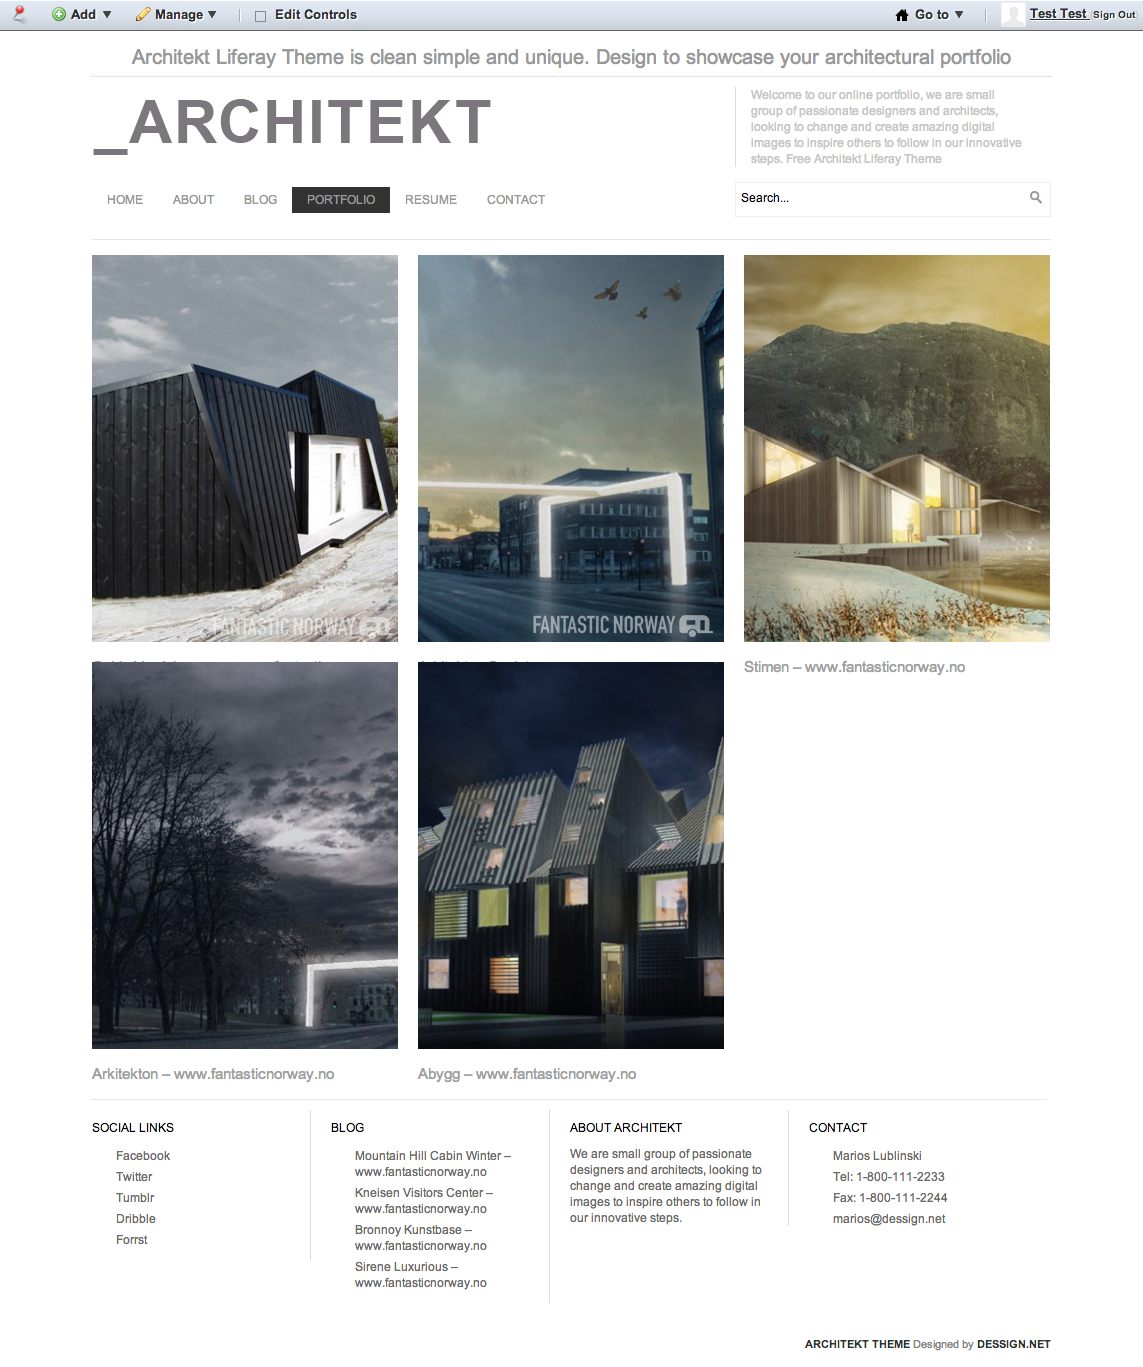 Add Manage Edit Controls Go to Test Test Sign Out
Architekt Liferay Theme is clean simple and unique. Design to showcase your architectural portfolio
_ARCHITEKT
Welcome to our online portfolio, we are small
group of passionate designers and architects,
looking to change and create amazing digital
images to inspire others to follow in our innovative
steps. Free Architekt Liferay Theme
HOME ABOUT BLOG PORTFOLIO RESUME CONTACT
Search...
FANTASTIC NORWAY
FANTASTIC NORWAY
Stimen – www.fantasticnorway.no
Arkitekton – www.fantasticnorway.no
Abygg – www.fantasticnorway.no
SOCIAL LINKS
Facebook
Twitter
Tumblr
Dribble
Forrst
BLOG
Mountain Hill Cabin Winter –
www.fantasticnorway.no
Kneisen Visitors Center –
www.fantasticnorway.no
Bronnoy Kunstbase –
www.fantasticnorway.no
Sirene Luxurious –
www.fantasticnorway.no
ABOUT ARCHITEKT
We are small group of passionate
designers and architects, looking to
change and create amazing digital
images to inspire others to follow in
our innovative steps.
CONTACT
Marios Lublinski
Tel: 1-800-111-2233
Fax: 1-800-111-2244
marios@dessign.net
ARCHITEKT THEME Designed by DESSIGN.NET